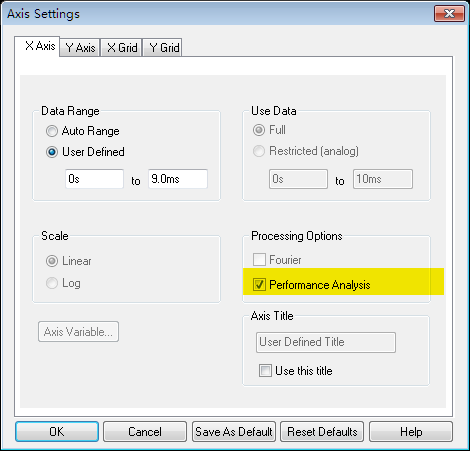 Axis Settings
X Axis Y Axis X Grid Y Grid
Data Range
Auto Range
User Defined
0s to 9.0ms
Use Data
Full
Restricted (analog)
0s to 10ms
Scale
Linear
Log
Processing Options
Fourier
Performance Analysis
Axis Variable...
Axis Title
User Defined Title
Use this title
OK Cancel Save As Default Reset Defaults Help